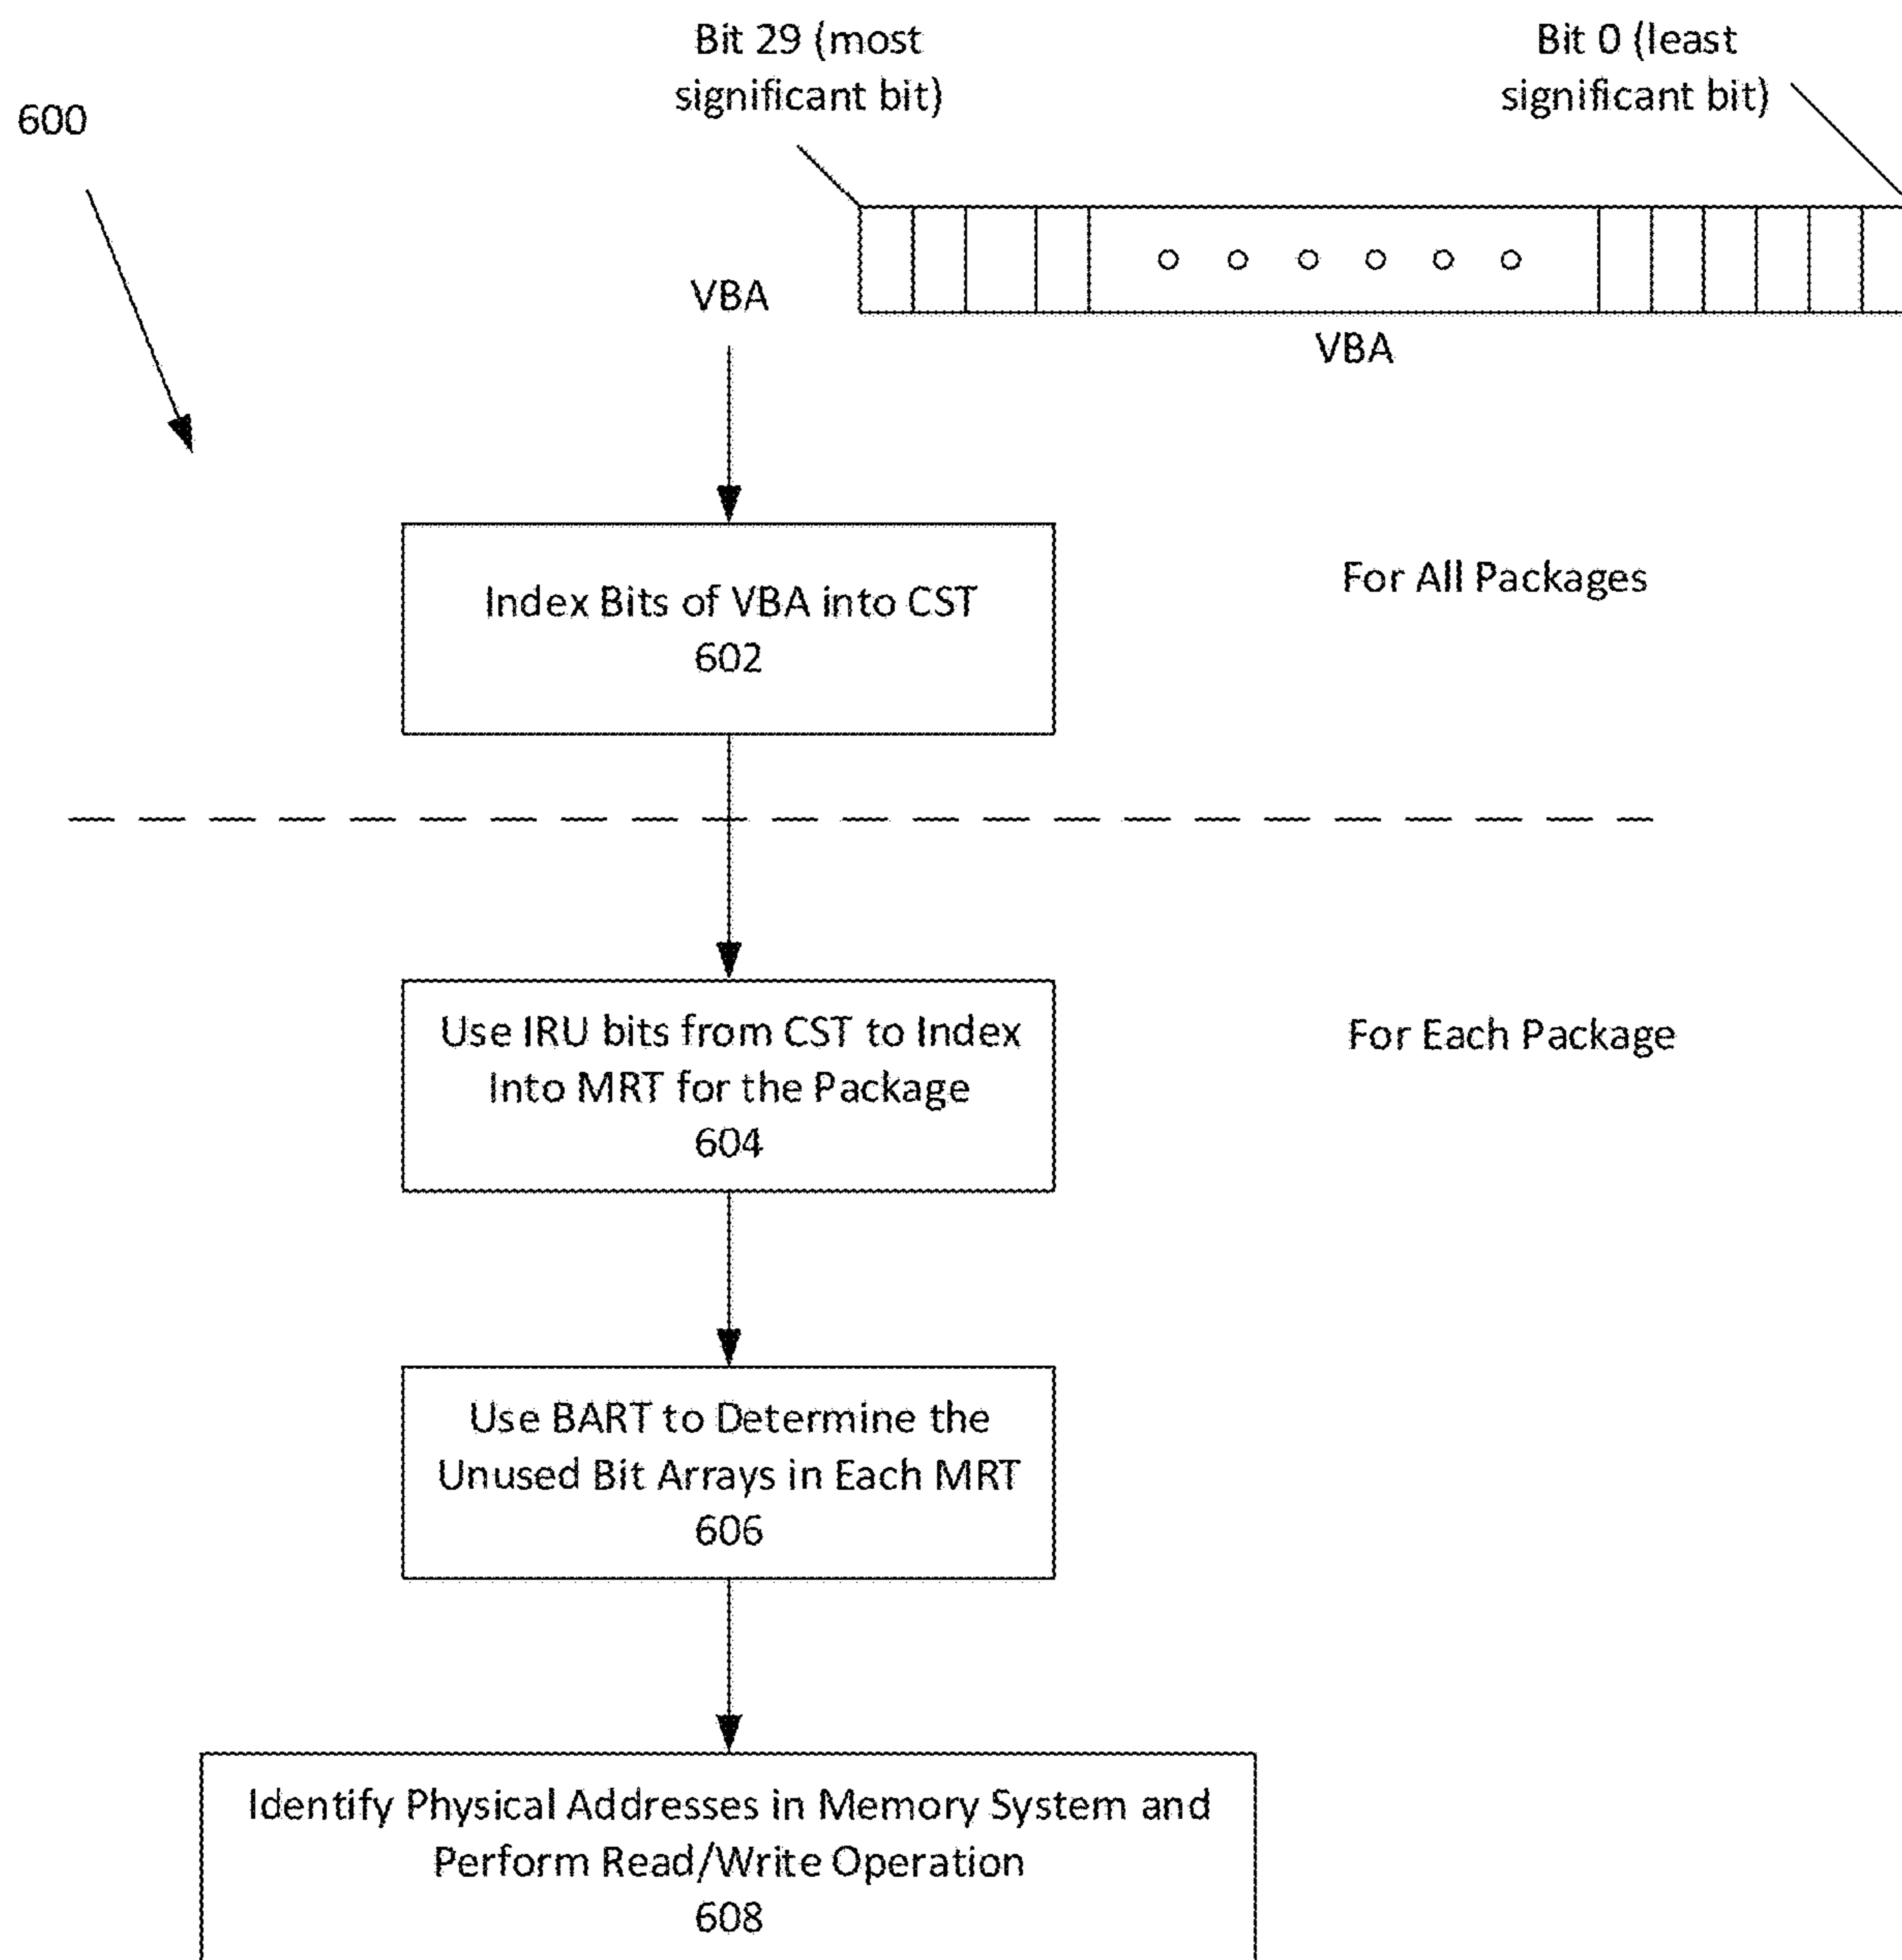 Bit 29 (most
significant bit)
Bit 0 (least
significant bit)
600
VBA
VBA
Index Bits of VBA into CST
602
For All Packages
Use IRU bits from CST to Index
Into MRT for the Package
604
For Each Package
Use BART to Determine the
Unused Bit Arrays in Each MRT
606
Identify Physical Addresses in Memory System and
Perform Read/Write Operation
608